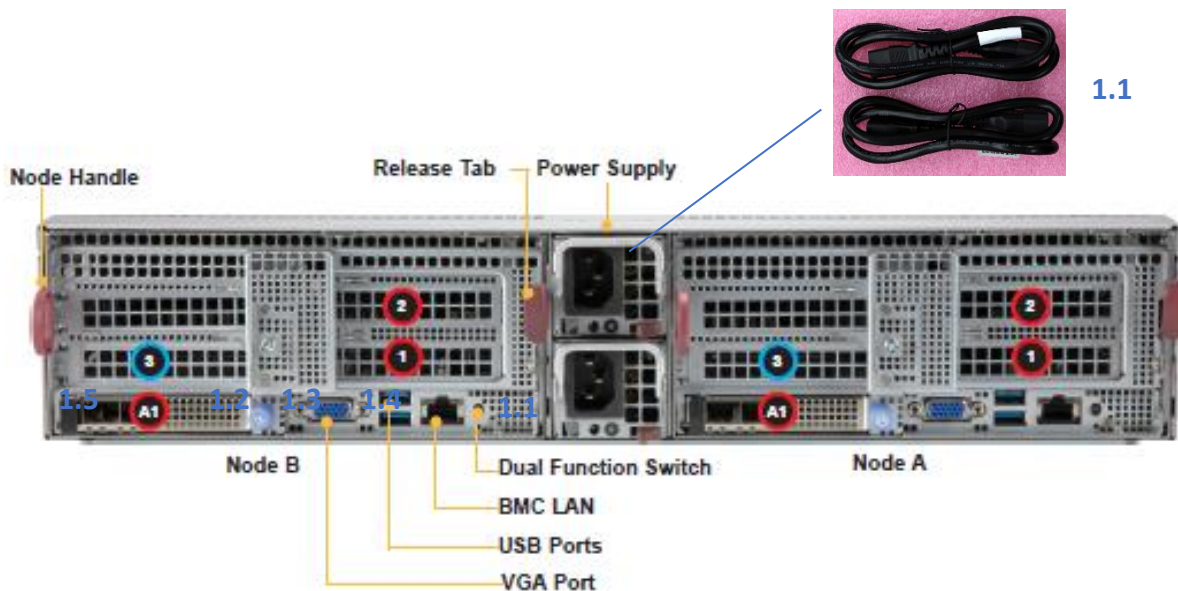 1.1
Release Tab
Power Supply
Node Handle
2
2
3
1
3
1
1.5
A1
1.2
1.3
1.4
1.1
A1
Node B
Dual Function Switch
Node A
BMC LAN
USB Ports
VGA Port